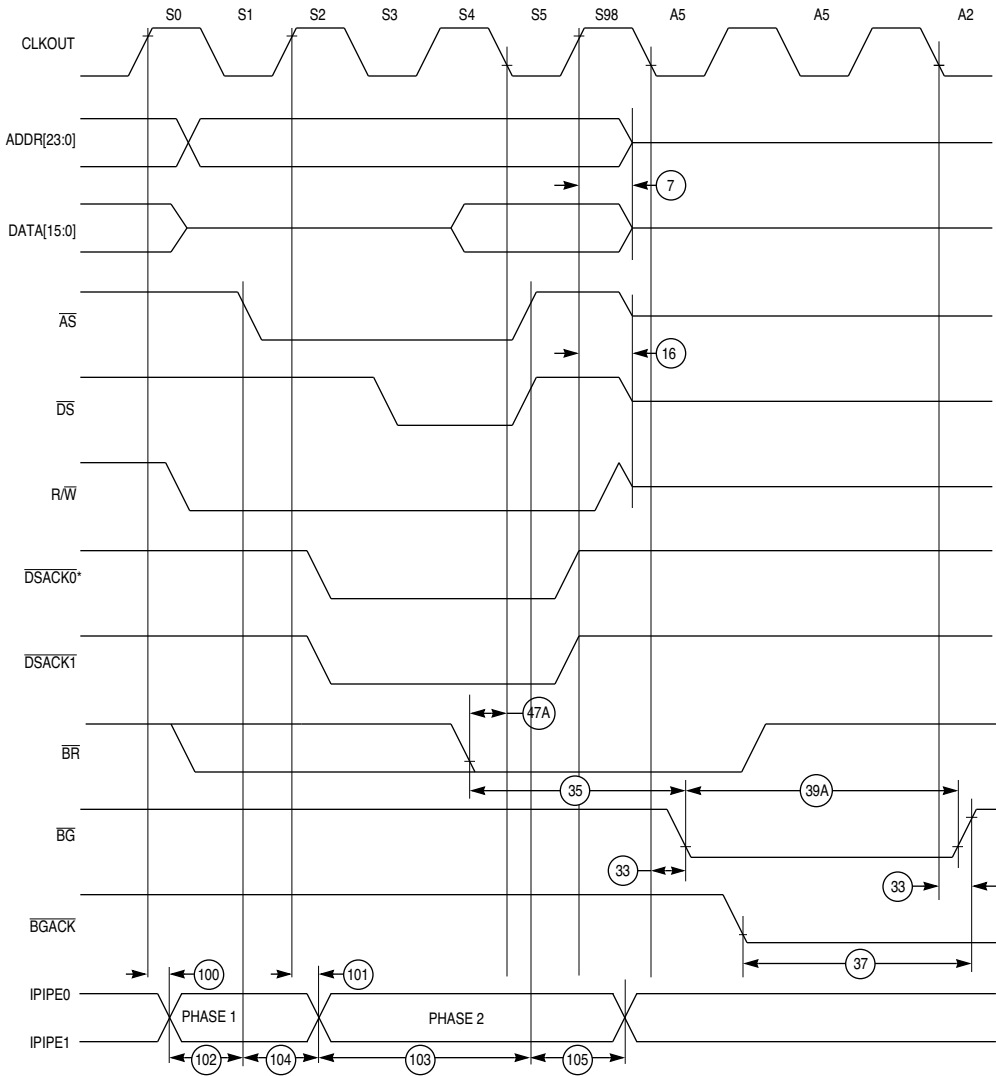 S0 S1 S2 S3 S4 S5 S98 A5 A5 A2
CLKOUT
ADDR[23:0]
7
DATA[15:0]
AS
16
DS
R/W
DSACK0*
DSACK1
47A
BR
35 39A
BG
33 33
BGACK
37
100 101
IPIPE0
PHASE 1 PHASE 2
IPIPE1
102 104 103 105